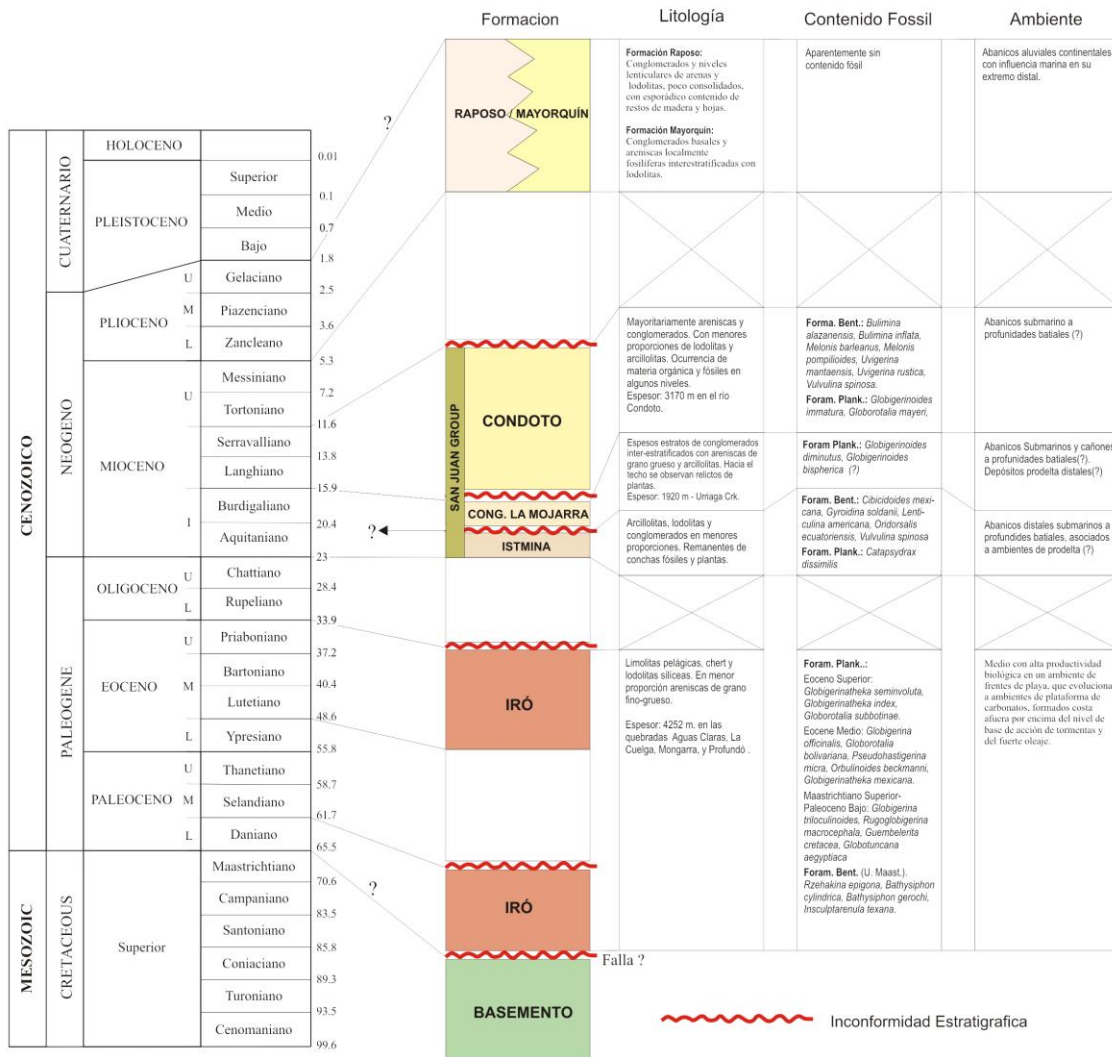 Formacion
Litología
Contenido Fossil
Ambiente
CENOZOICO
MESOZOIC
CUATERNARIO
NEOGENO
PALEOGENE
CRETACEOUS
HOLOCENO
0.01
PLEISTOCENO
Superior
0.1
Medio
0.7
Bajo
1.8
PLIOCENO
U
Gelaciano
2.5
M
Piazenciano
3.6
L
Zancleano
5.3
MIOCENO
U
Messiniano
7.2
Tortoniano
11.6
Serravalliano
13.8
Langhiano
15.9
I
Burdigaliano
20.4
Aquitaniano
23
OLIGOCENO
U
Chattiano
28.4
L
Rupeliano
33.9
EOCENO
U
Priaboniano
37.2
Bartoniano
40.4
M
Lutetiano
48.6
L
Ypresiano
55.8
PALEOCENO
U
Thanetiano
58.7
M
Selandiano
61.7
L
Daniano
65.5
Superior
Maastrichtiano
70.6
Campaniano
83.5
Santoniano
85.8
Coniaciano
89.3
Turoniano
93.5
Cenomaniano
99.6
?
?
?
RAPOSO / MAYORQUÍN
SAN JUAN GROUP
CONDOTO
CONG. LA MOJARRA
ISTMINA
IRÓ
IRÓ
Falla ?
BASEMENTO
Formación Raposo:
Conglomerados y niveles
lenticulares de arenas y
lodolitas, poco consolidados,
con esporádico contenido de
restos de madera y hojas.
Formación Mayorquín:
Conglomerados basales y
areniscas localmente
fosilíferas interestratificadas con
lodolitas.
Aparentemente sin
contenido fósil
Abanicos aluviales continentales
con influencia marina en su
extremo distal.
Mayoritariamente areniscas y
conglomerados. Con menores
proporciones de lodolitas y
arcillolitas. Ocurrencia de
materia orgánica y fósiles en
algunos niveles.
Espesor: 3170 m en el río
Condoto.
Forma. Bent.: Bulimina
alazanensis, Bulimina inflata,
Melonis barleanus, Melonis
pompilioides, Uvigerina
mantaensis, Uvigerina rustica,
Vulvulina spinosa.
Foram. Plank.: Globigerinoides
immatura, Globorotalia mayeri,
Abanicos submarino a
profundidades batiales (?)
Espesos estratos de conglomerados
inter-estratificados con areniscas de
grano grueso y arcillolitas. Hacia el
techo se observan relictos de
plantas.
Espesor: 1920 m - Urriaga Crk.
Foram Plank.: Globigerinoides
diminutus, Globigerinoides
bispherica (?)
Abanicos Submarinos y cañones
a profundidades batiales(?).
Depósitos prodelta distales(?)
Arcillolitas, lodolitas y
conglomerados en menores
proporciones. Remanentes de
conchas fósiles y plantas.
Foram. Bent.: Cibicidoides mexi-
cana, Gyroidina soldanii, Lenti-
culina americana, Oridorsalis
ecuatoriensis, Vulvulina spinosa
Foram. Plank.: Catapsydrax
dissimilis
Abanicos distales submarinos a
profundides batiales, asociados
a ambientes de prodelta (?)
Limolitas pelágicas, chert y
lodolitas silíceas. En menor
proporción areniscas de grano
fino-grueso.
Espesor: 4252 m. en las
quebradas Aguas Claras, La
Cuelga, Mongarra, y Profundó .
Foram. Plank..:
Eoceno Superior:
Globigerinatheka seminvoluta,
Globigerinatheka index,
Globorotalia subbotinae.
Eocene Medio: Globigerina
officinalis, Globorotalia
bolivariana, Pseudohastigerina
micra, Orbulinoides beckmanni,
Globigerinatheka mexicana.
Maastrichtiano Superior-
Paleoceno Bajo: Globigerina
triloculinoides, Rugoglobigerina
macrocephala, Guembelerita
cretacea, Globotuncana
aegyptiaca
Foram. Bent. (U. Maast.).
Rzehakina epigona, Bathysiphon
cylindrica, Bathysiphon gerochi,
Insculptarenula texana.
Medio con alta productividad
biológica en un ambiente de
frentes de playa, que evoluciona
a ambientes de plataforma de
carbonatos, formados costa
afuera por encima del nivel de
base de acción de tormentas y
del fuerte oleaje.
Inconformidad Estratigrafica